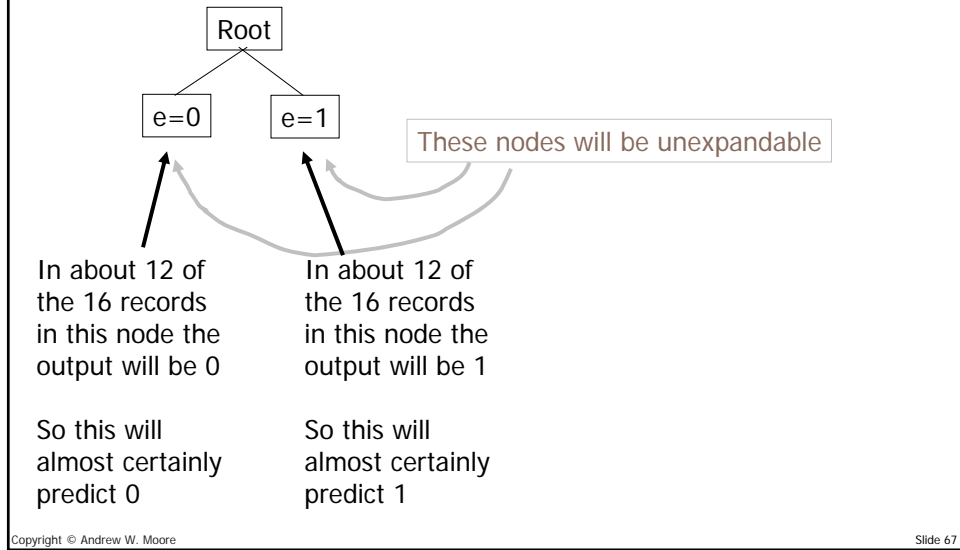 Root
e=0
e=1
These nodes will be unexpandable
In about 12 of
the 16 records
in this node the
output will be 0
So this will
almost certainly
predict 0
In about 12 of
the 16 records
in this node the
output will be 1
So this will
almost certainly
predict 1
Copyright © Andrew W. Moore
Slide 67